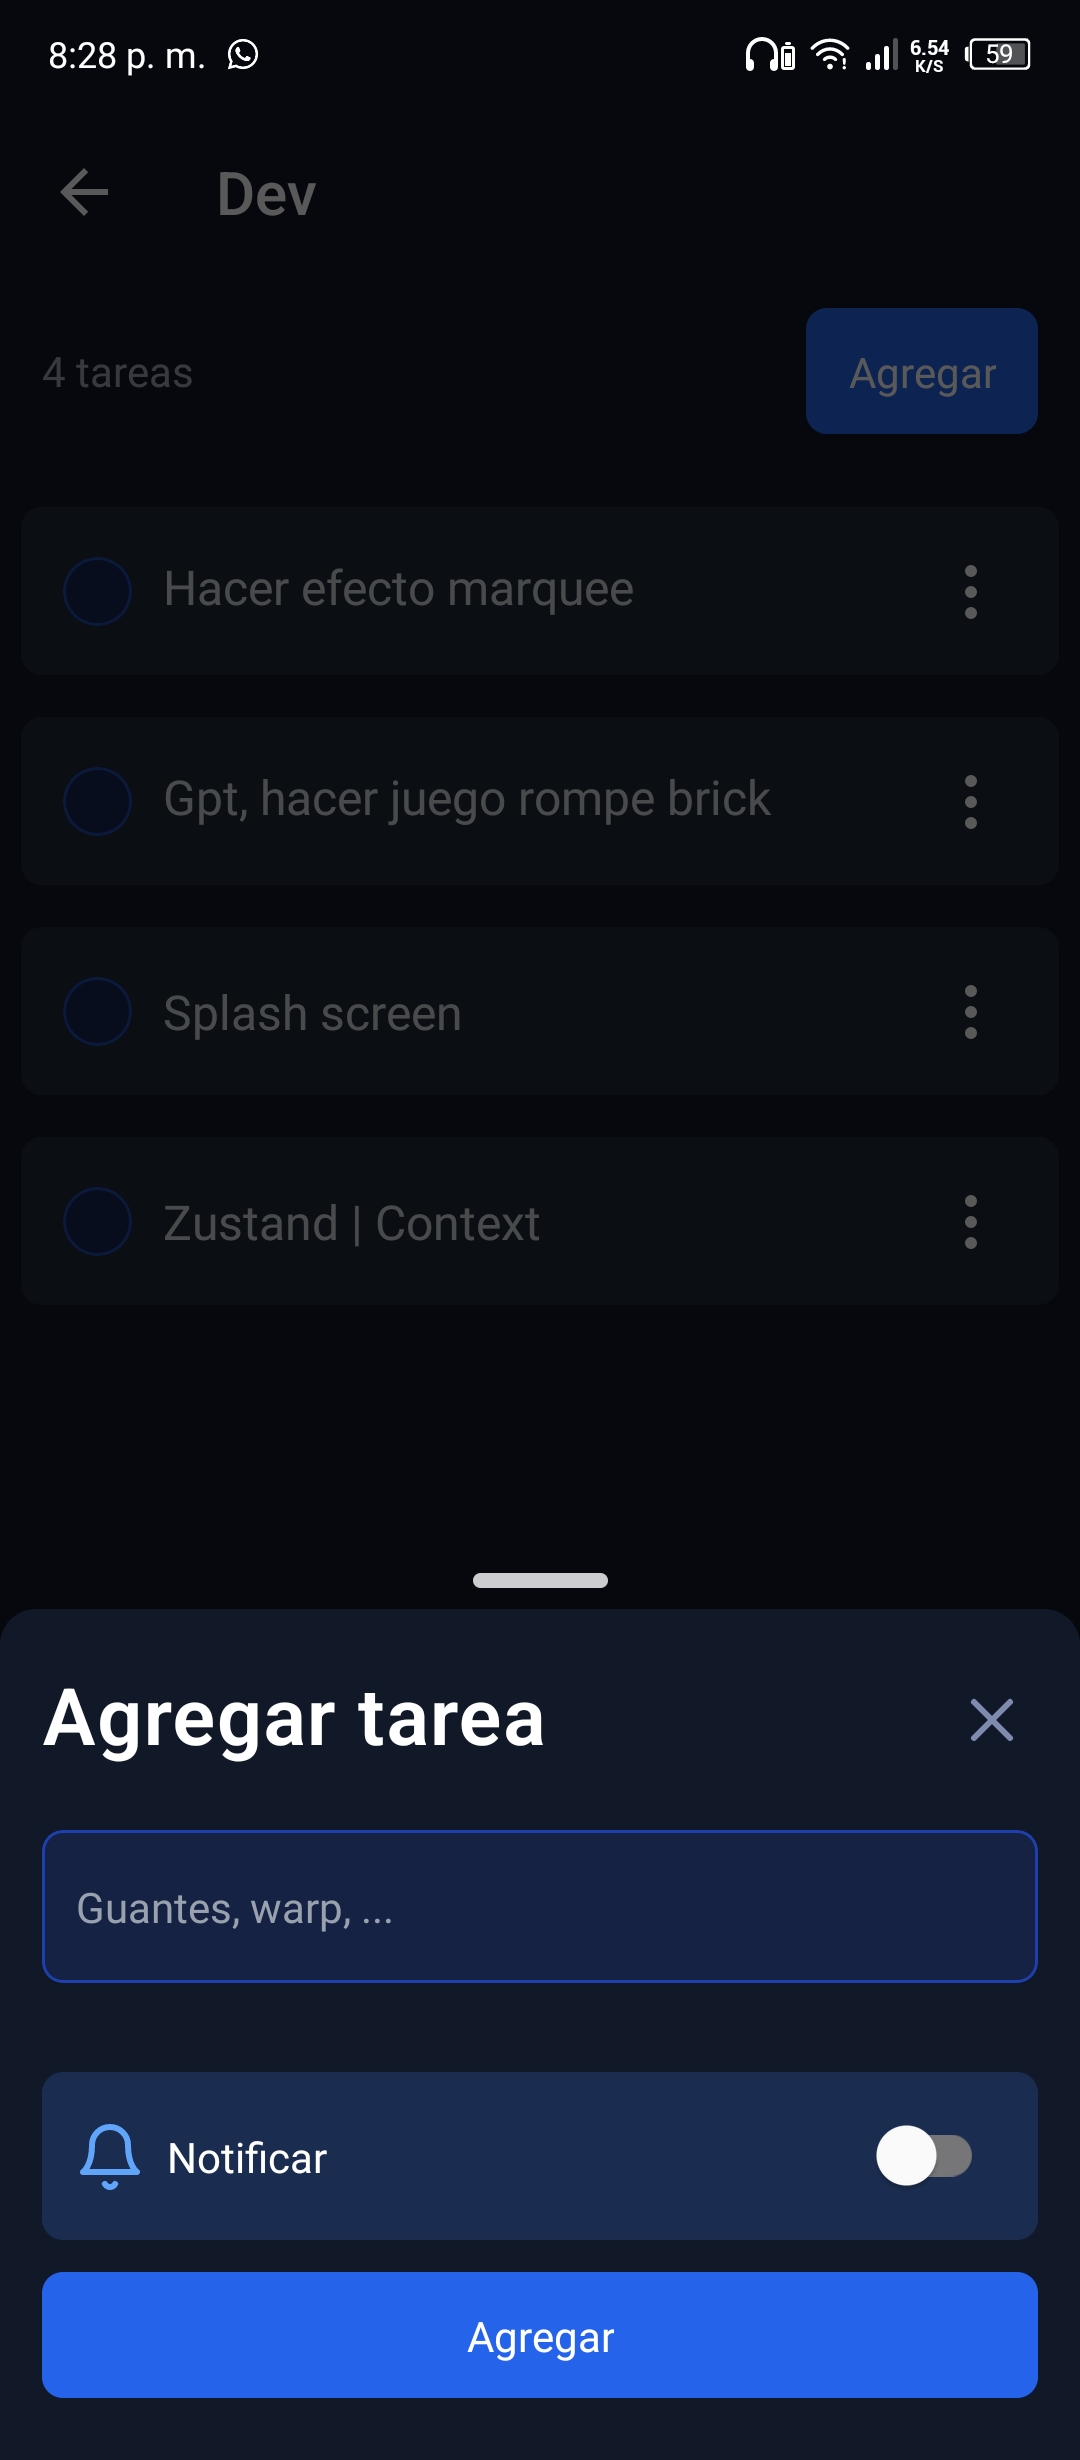 8:28 p. m.
6.54
K/S
59
Dev
4 tareas
Agregar
Hacer efecto marquee
Gpt, hacer juego rompe brick
Splash screen
Zustand | Context
Agregar tarea
Guantes, warp, ...
Notificar
Agregar